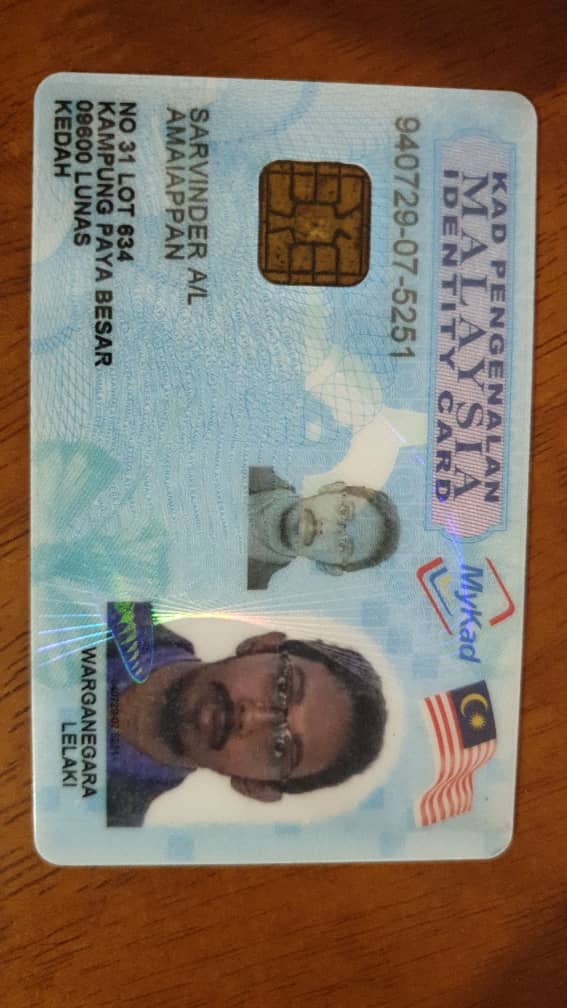 KAD PENGENALAN
MALAYSIA
IDENTITY CARD
MyKad
940729-07-5251
SARVINDER A/L
AMAIAPPAN
NO 31 LOT 634
KAMPUNG PAYA BESAR
09600 LUNAS
KEDAH
WARGANEGARA
LELAKI